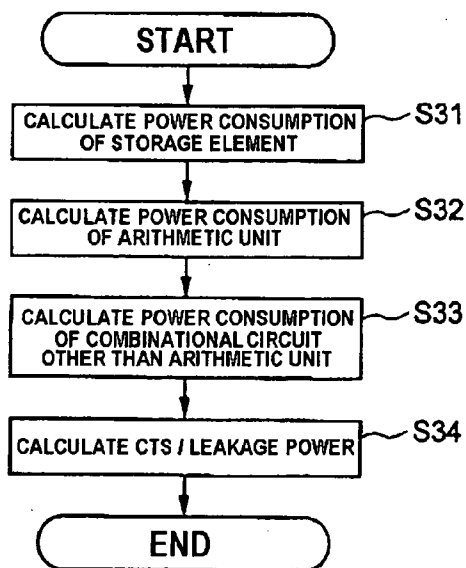 START
CALCULATE POWER CONSUMPTION
OF STORAGE ELEMENT
S31
CALCULATE POWER CONSUMPTION
OF ARITHMETIC UNIT
S32
CALCULATE POWER CONSUMPTION
OF COMBINATIONAL CIRCUIT
OTHER THAN ARITHMETIC UNIT
S33
CALCULATE CTS / LEAKAGE POWER
S34
END